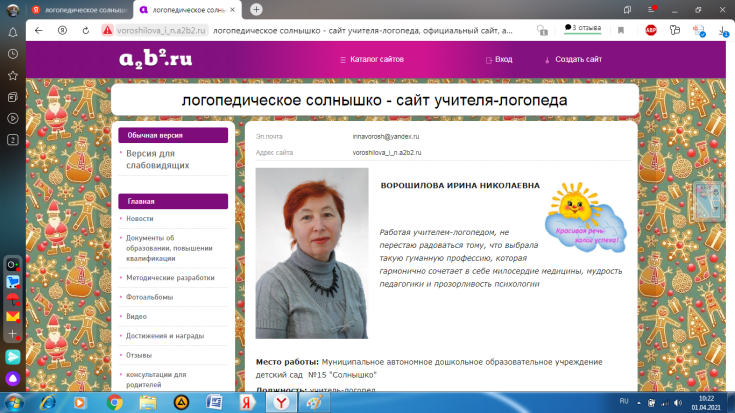 логопедическое солнышк
логопедическое солны
voroshilova_i_n.a2b2.ru
логопедическое солнышко - сайт учителя-логопеда, официальный сайт, а...
3 отзыва
ABP
a2b2.ru
Каталог сайтов
Вход
Создать сайт
логопедическое солнышко - сайт учителя-логопеда
Обычная версия
Версия для
слабовидящих
Главная
Новости
Документы об
образовании, повышении
квалификации
Методические разработки
Фотоальбомы
Видео
Достижения и награды
Отзывы
консультации для
родителей
Эл.почта
irinavorosh@yandex.ru
Адрес сайта
voroshilova_i_n.a2b2.ru
ВОРОШИЛОВА ИРИНА НИКОЛАЕВНА
Красивая речь-
залог успеха!
Работая учителем-логопедом, не
перестаю радоваться тому, что выбрала
такую гуманную профессию, которая
гармонично сочетает в себе милосердие медицины, мудрость
педагогики и прозорливость психологии
Место работы: Муниципальное автономное дошкольное образовательное учреждение
детский сад №15 "Солнышко"
Должность: учитель-логопед
RU
10:22
01.04.2021